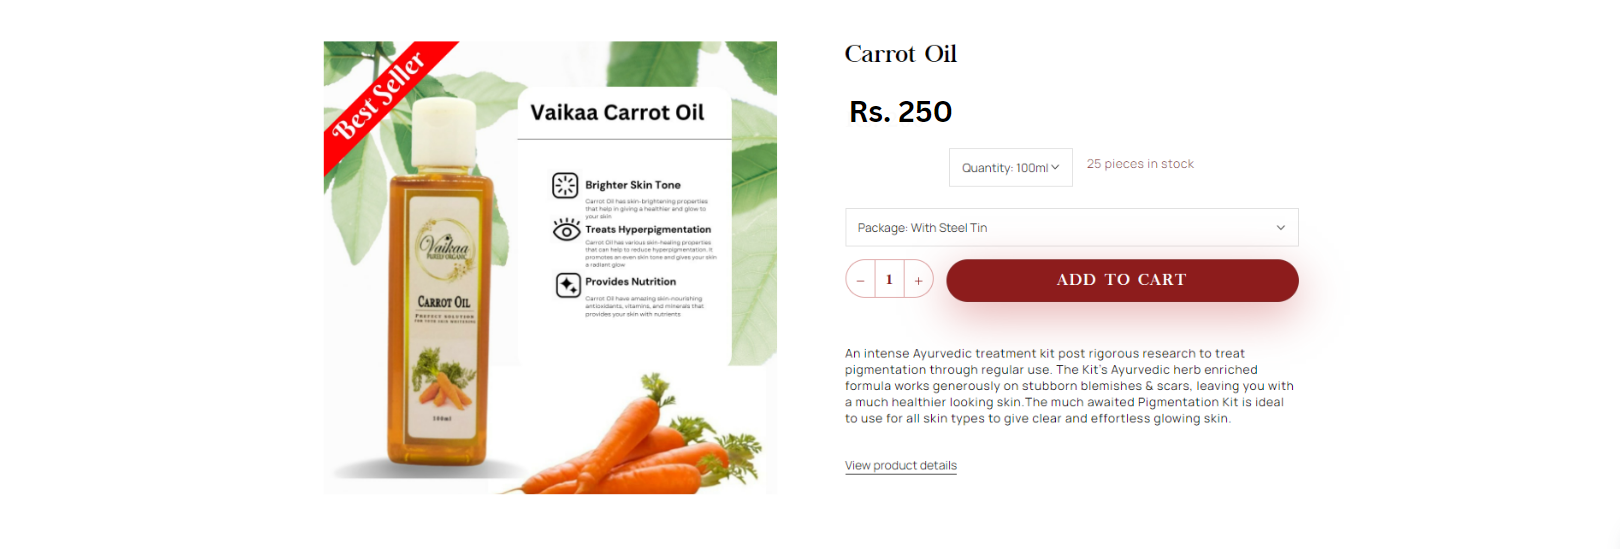 Best Seller
Vaikaa Carrot Oil
Brighter Skin Tone
Carrot Oil has skin-brightening properties
that help in giving a healthier and glow to
your skin
Treats Hyperpigmentation
Carrot Oil has various skin-healing properties
that can help to reduce hyperpigmentation. It
promotes an even skin tone and gives your skin
a radiant glow
Provides Nutrition
Carrot Oil have amazing skin-nourishing
antioxidants, vitamins, and minerals that
provides your skin with nutrients
Vaikaa
PURELY ORGANIC
CARROT OIL
PERFECT SOLUTION
FOR YOUR SKIN WHITENING
100ml
Carrot Oil
Rs. 250
Quantity: 100ml
25 pieces in stock
Package: With Steel Tin
− 1 +
ADD TO CART
An intense Ayurvedic treatment kit post rigorous research to treat
pigmentation through regular use. The Kit's Ayurvedic herb enriched
formula works generously on stubborn blemishes & scars, leaving you with
a much healthier looking skin.The much awaited Pigmentation Kit is ideal
to use for all skin types to give clear and effortless glowing skin.
View product details